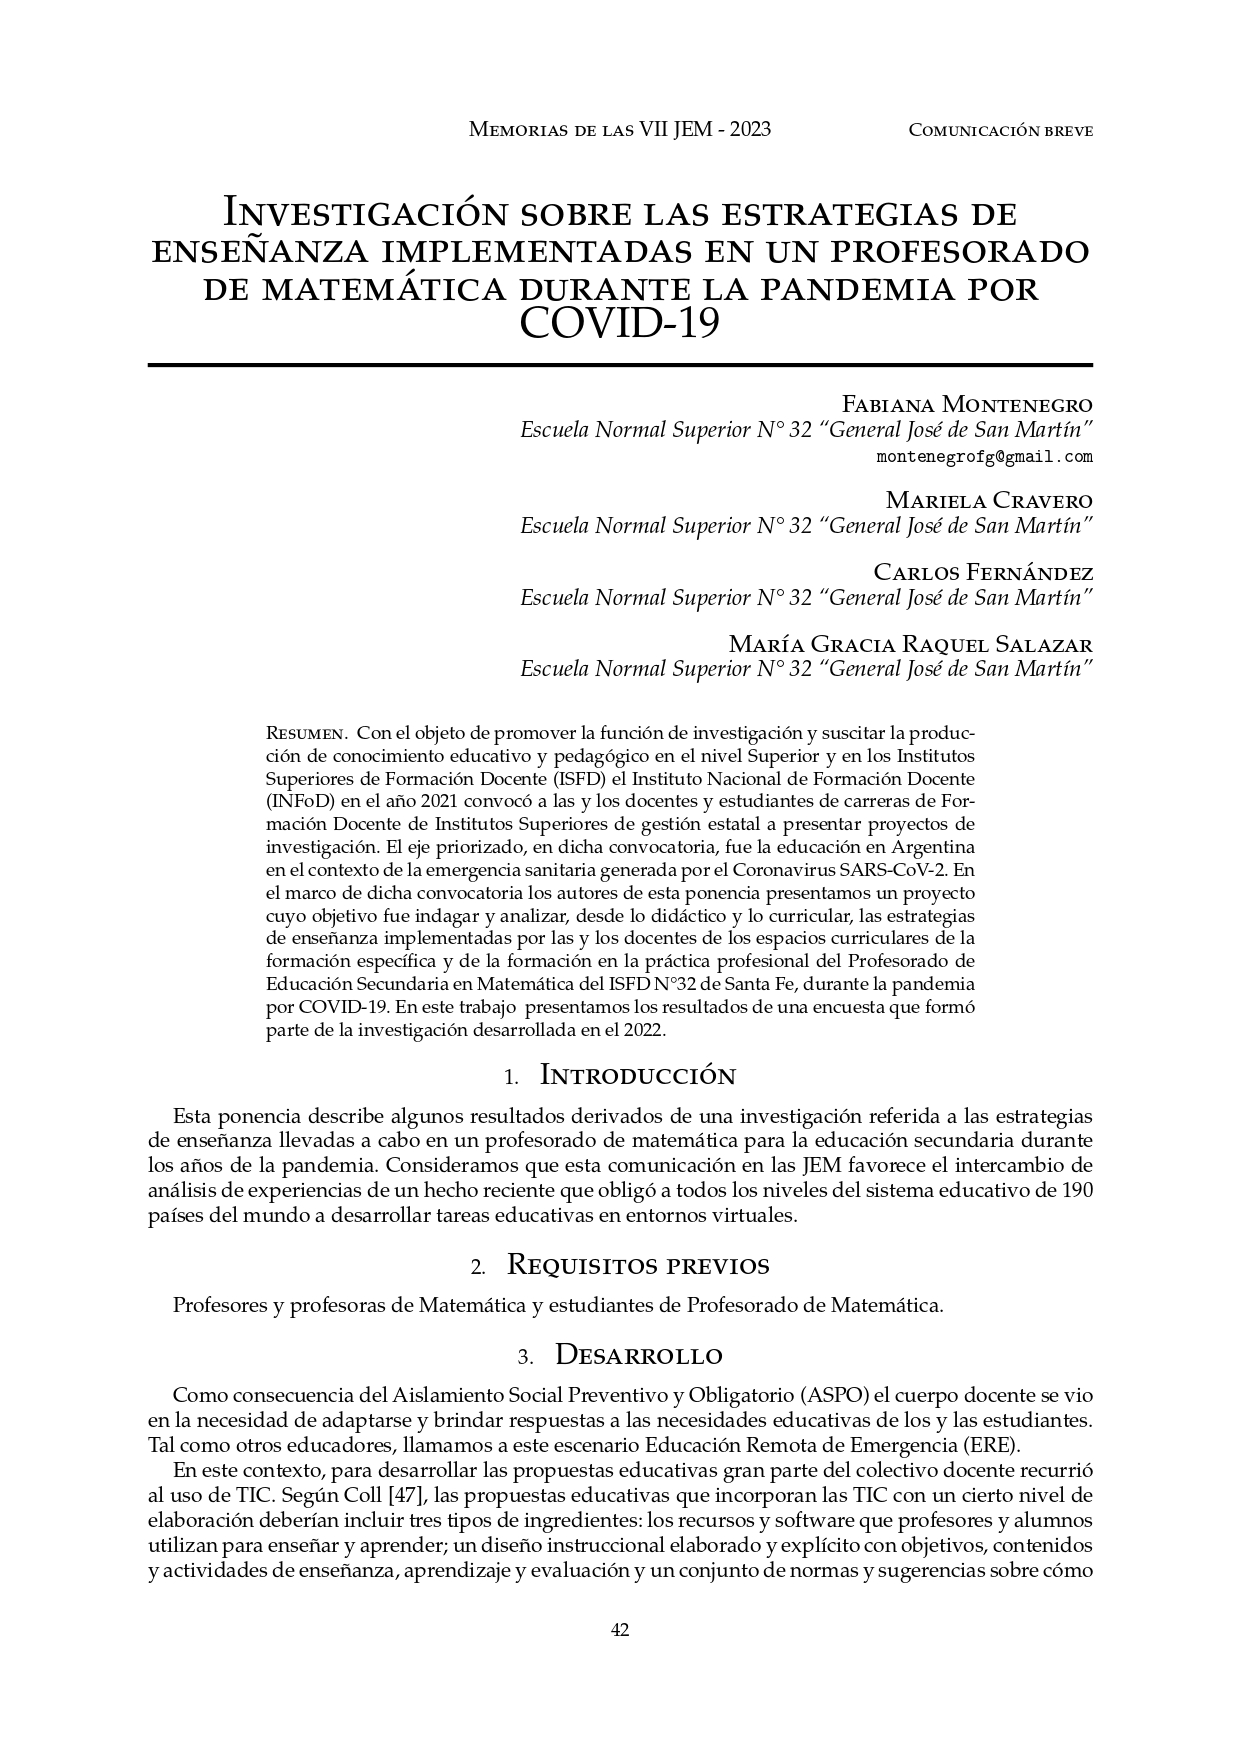 Memorias de las VII JEM - 2023 Comunicación breve
Investigación sobre las estrategias de
enseñanza implementadas en un profesorado
de matemática durante la pandemia por
COVID-19
Fabiana Montenegro
Escuela Normal Superior N° 32 “General José de San Martín”
montenegrofg@gmail.com
Mariela Cravero
Escuela Normal Superior N° 32 “General José de San Martín”
Carlos Fernández
Escuela Normal Superior N° 32 “General José de San Martín”
María Gracia Raquel Salazar
Escuela Normal Superior N° 32 “General José de San Martín”
Resumen. Con el objeto de promover la función de investigación y suscitar la produc-
ción de conocimiento educativo y pedagógico en el nivel Superior y en los Institutos
Superiores de Formación Docente (ISFD) el Instituto Nacional de Formación Docente
(INFoD) en el año 2021 convocó a las y los docentes y estudiantes de carreras de For-
mación Docente de Institutos Superiores de gestión estatal a presentar proyectos de
investigación. El eje priorizado, en dicha convocatoria, fue la educación en Argentina
en el contexto de la emergencia sanitaria generada por el Coronavirus SARS-CoV-2. En
el marco de dicha convocatoria los autores de esta ponencia presentamos un proyecto
cuyo objetivo fue indagar y analizar, desde lo didáctico y lo curricular, las estrategias
de enseñanza implementadas por las y los docentes de los espacios curriculares de la
formación específica y de la formación en la práctica profesional del Profesorado de
Educación Secundaria en Matemática del ISFD N°32 de Santa Fe, durante la pandemia
por COVID-19. En este trabajo presentamos los resultados de una encuesta que formó
parte de la investigación desarrollada en el 2022.
1. Introducción
Esta ponencia describe algunos resultados derivados de una investigación referida a las estrategias
de enseñanza llevadas a cabo en un profesorado de matemática para la educación secundaria durante
los años de la pandemia. Consideramos que esta comunicación en las JEM favorece el intercambio de
análisis de experiencias de un hecho reciente que obligó a todos los niveles del sistema educativo de 190
países del mundo a desarrollar tareas educativas en entornos virtuales.
2. Requisitos previos
Profesores y profesoras de Matemática y estudiantes de Profesorado de Matemática.
3. Desarrollo
Como consecuencia del Aislamiento Social Preventivo y Obligatorio (ASPO) el cuerpo docente se vio
en la necesidad de adaptarse y brindar respuestas a las necesidades educativas de los y las estudiantes.
Tal como otros educadores, llamamos a este escenario Educación Remota de Emergencia (ERE).
En este contexto, para desarrollar las propuestas educativas gran parte del colectivo docente recurrió
al uso de TIC. Según Coll [47], las propuestas educativas que incorporan las TIC con un cierto nivel de
elaboración deberían incluir tres tipos de ingredientes: los recursos y software que profesores y alumnos
utilizan para enseñar y aprender; un diseño instruccional elaborado y explícito con objetivos, contenidos
y actividades de enseñanza, aprendizaje y evaluación y un conjunto de normas y sugerencias sobre cómo
42